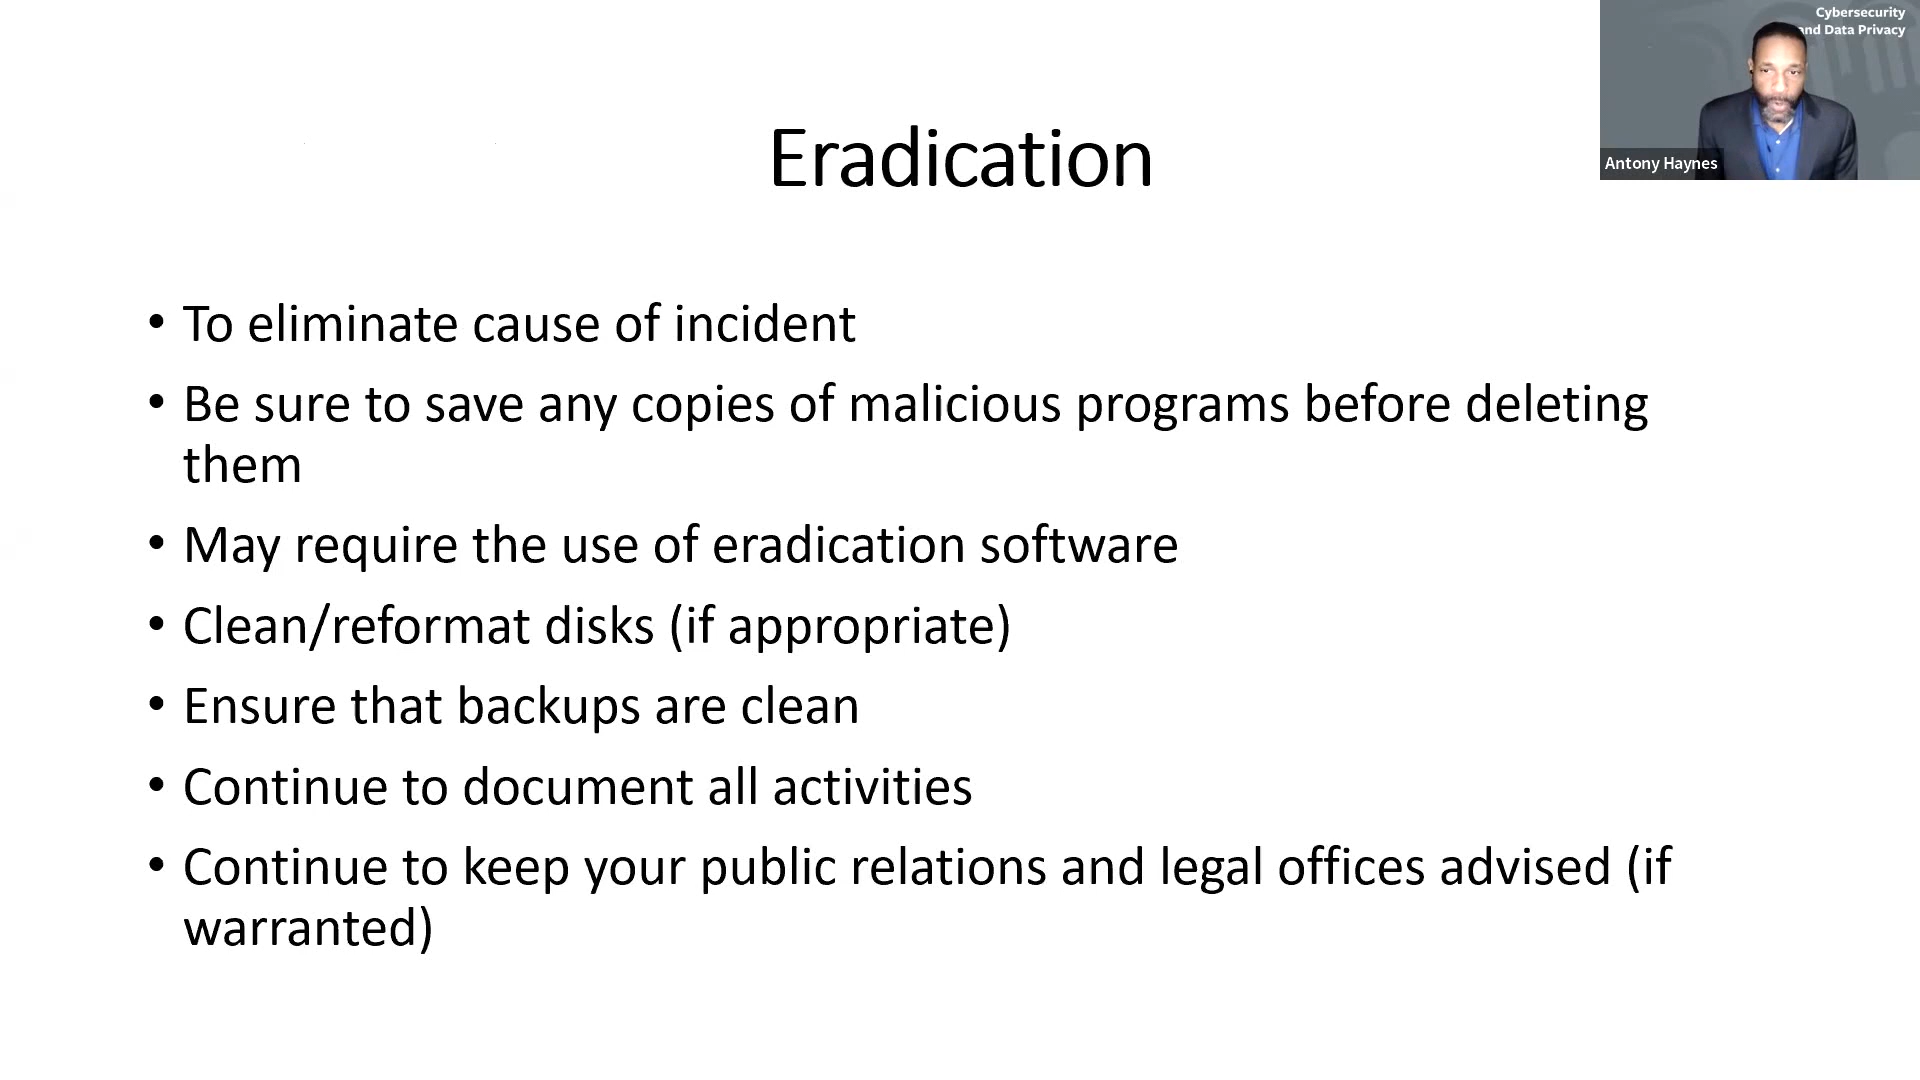 Cybersecurity
and Data Privacy
Antony Haynes
Eradication
• To eliminate cause of incident
• Be sure to save any copies of malicious programs before deleting
them
• May require the use of eradication software
• Clean/reformat disks (if appropriate)
• Ensure that backups are clean
• Continue to document all activities
• Continue to keep your public relations and legal offices advised (if
warranted)